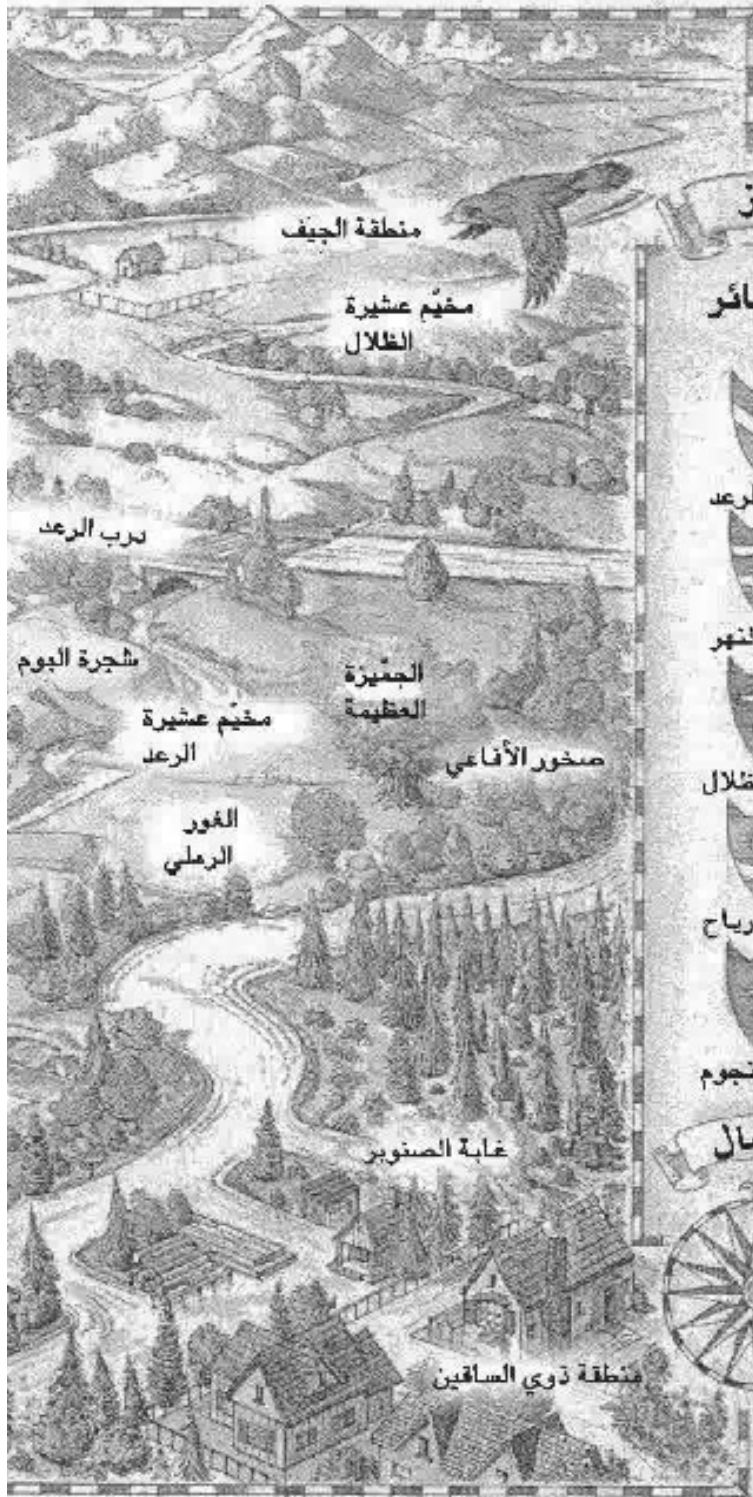 منطقة الجيَف
مخيّم عشيرة
الظلال
درب الرعد
شجرة البوم
الجمّيزة
العظيمة
مخيّم عشيرة
الرعد
صخور الأفاعي
الغور
الرملي
غابة الصنوبر
منطقة ذوي الساقين